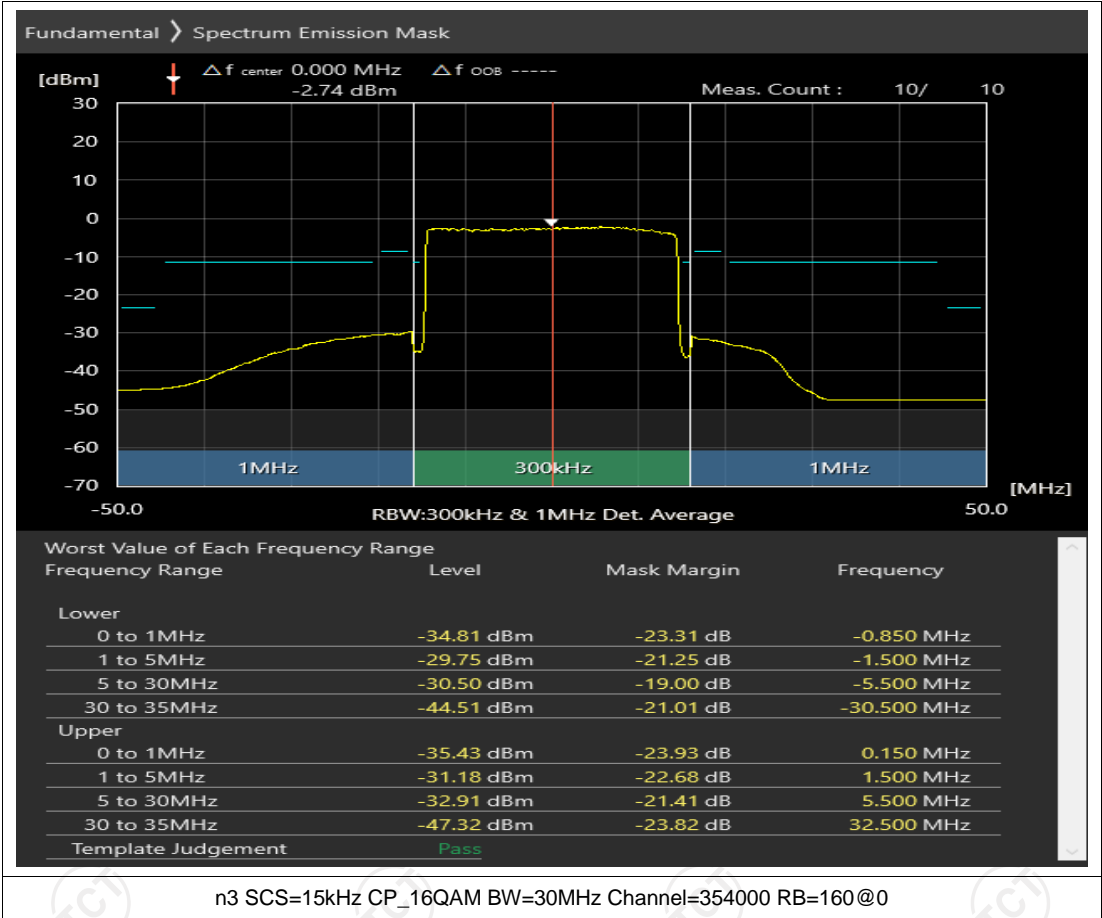 Fundamental ❯ Spectrum Emission Mask
[dBm] △f center 0.000 MHz △f OOB -----
-2.74 dBm Meas. Count : 10/ 10
30
20
10
0
-10
-20
-30
-40
-50
-60
1MHz 300kHz 1MHz
-70
[MHz]
-50.0 RBW:300kHz & 1MHz Det. Average 50.0
Worst Value of Each Frequency Range
Frequency Range Level Mask Margin Frequency
Lower
0 to 1MHz -34.81 dBm -23.31 dB -0.850 MHz
1 to 5MHz -29.75 dBm -21.25 dB -1.500 MHz
5 to 30MHz -30.50 dBm -19.00 dB -5.500 MHz
30 to 35MHz -44.51 dBm -21.01 dB -30.500 MHz
Upper
0 to 1MHz -35.43 dBm -23.93 dB 0.150 MHz
1 to 5MHz -31.18 dBm -22.68 dB 1.500 MHz
5 to 30MHz -32.91 dBm -21.41 dB 5.500 MHz
30 to 35MHz -47.32 dBm -23.82 dB 32.500 MHz
Template Judgement Pass
n3 SCS=15kHz CP_16QAM BW=30MHz Channel=354000 RB=160@0
TCT TCT TCT